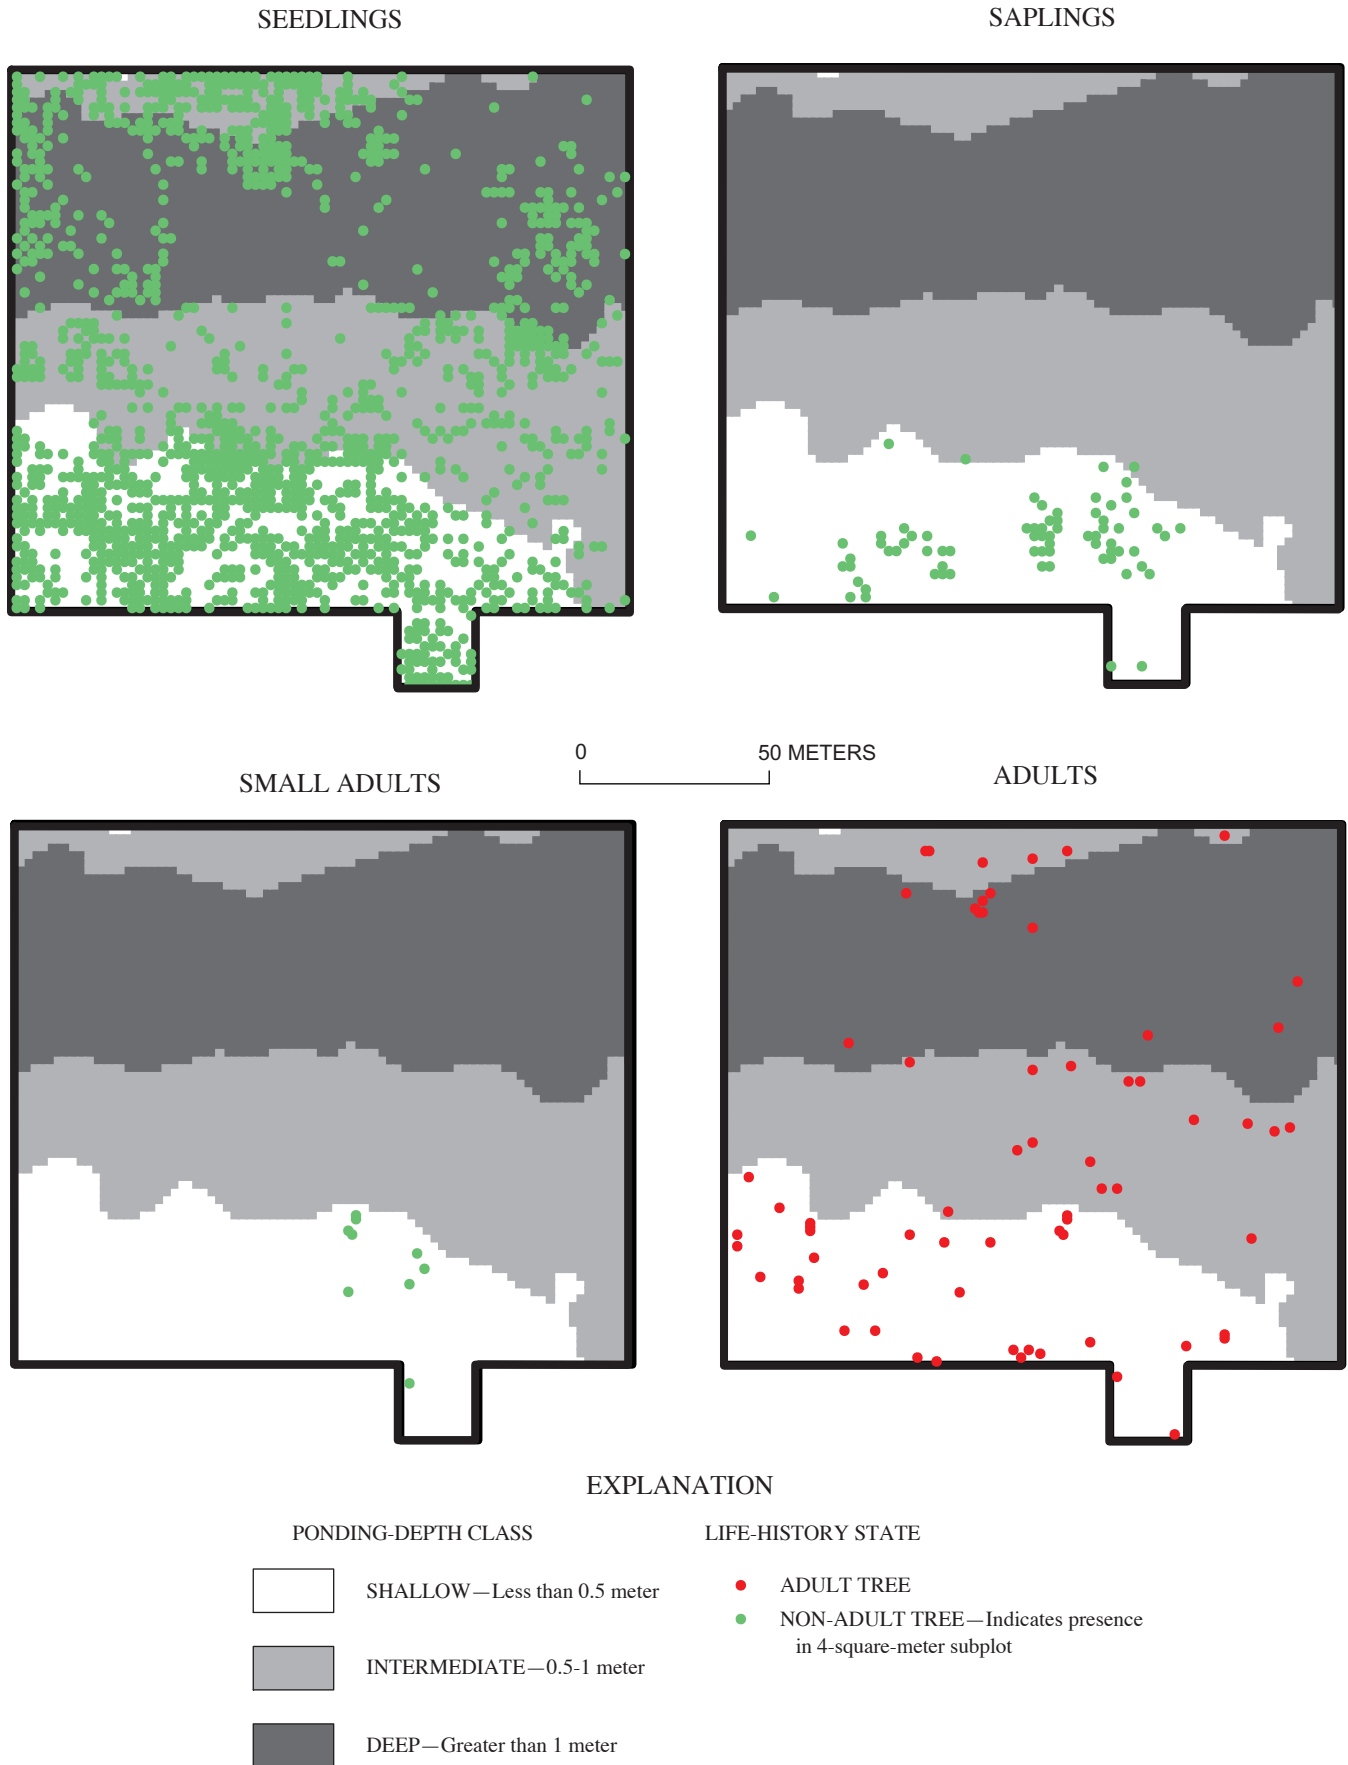 SEEDLINGS
SAPLINGS
0 50 METERS
SMALL ADULTS
ADULTS
EXPLANATION
PONDING-DEPTH CLASS
SHALLOW—Less than 0.5 meter
INTERMEDIATE—0.5-1 meter
DEEP—Greater than 1 meter
LIFE-HISTORY STATE
ADULT TREE
NON-ADULT TREE—Indicates presence
in 4-square-meter subplot